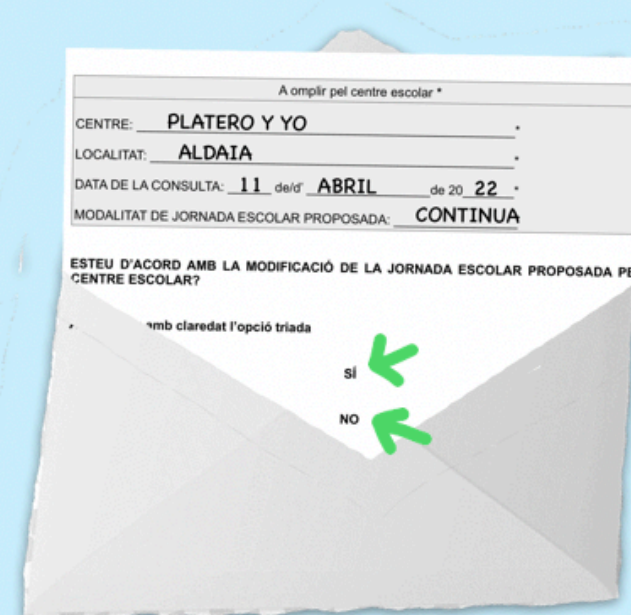 A omplir pel centre escolar *
CENTRE: PLATERO Y YO *
LOCALITAT: ALDAIA *
DATA DE LA CONSULTA: 11 de/d' ABRIL de 20 22 *
MODALITAT DE JORNADA ESCOLAR PROPOSADA: CONTINUA
ESTEU D'ACORD AMB LA MODIFICACIÓ DE LA JORNADA ESCOLAR PROPOSADA
CENTRE ESCOLAR?
amb claredat l'opció triada
SÍ
NO